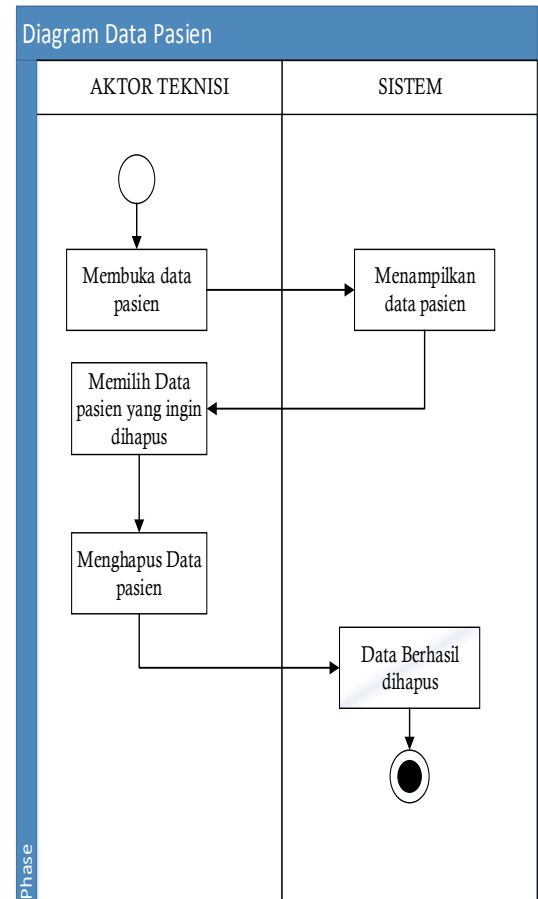 Diagram Data Pasien
AKTOR TEKNISI
SISTEM
Membuka data
pasien
Menampilkan
data pasien
Memilih Data
pasien yang ingin
dihapus
Menghapus Data
pasien
Data Berhasil
dihapus
Phase